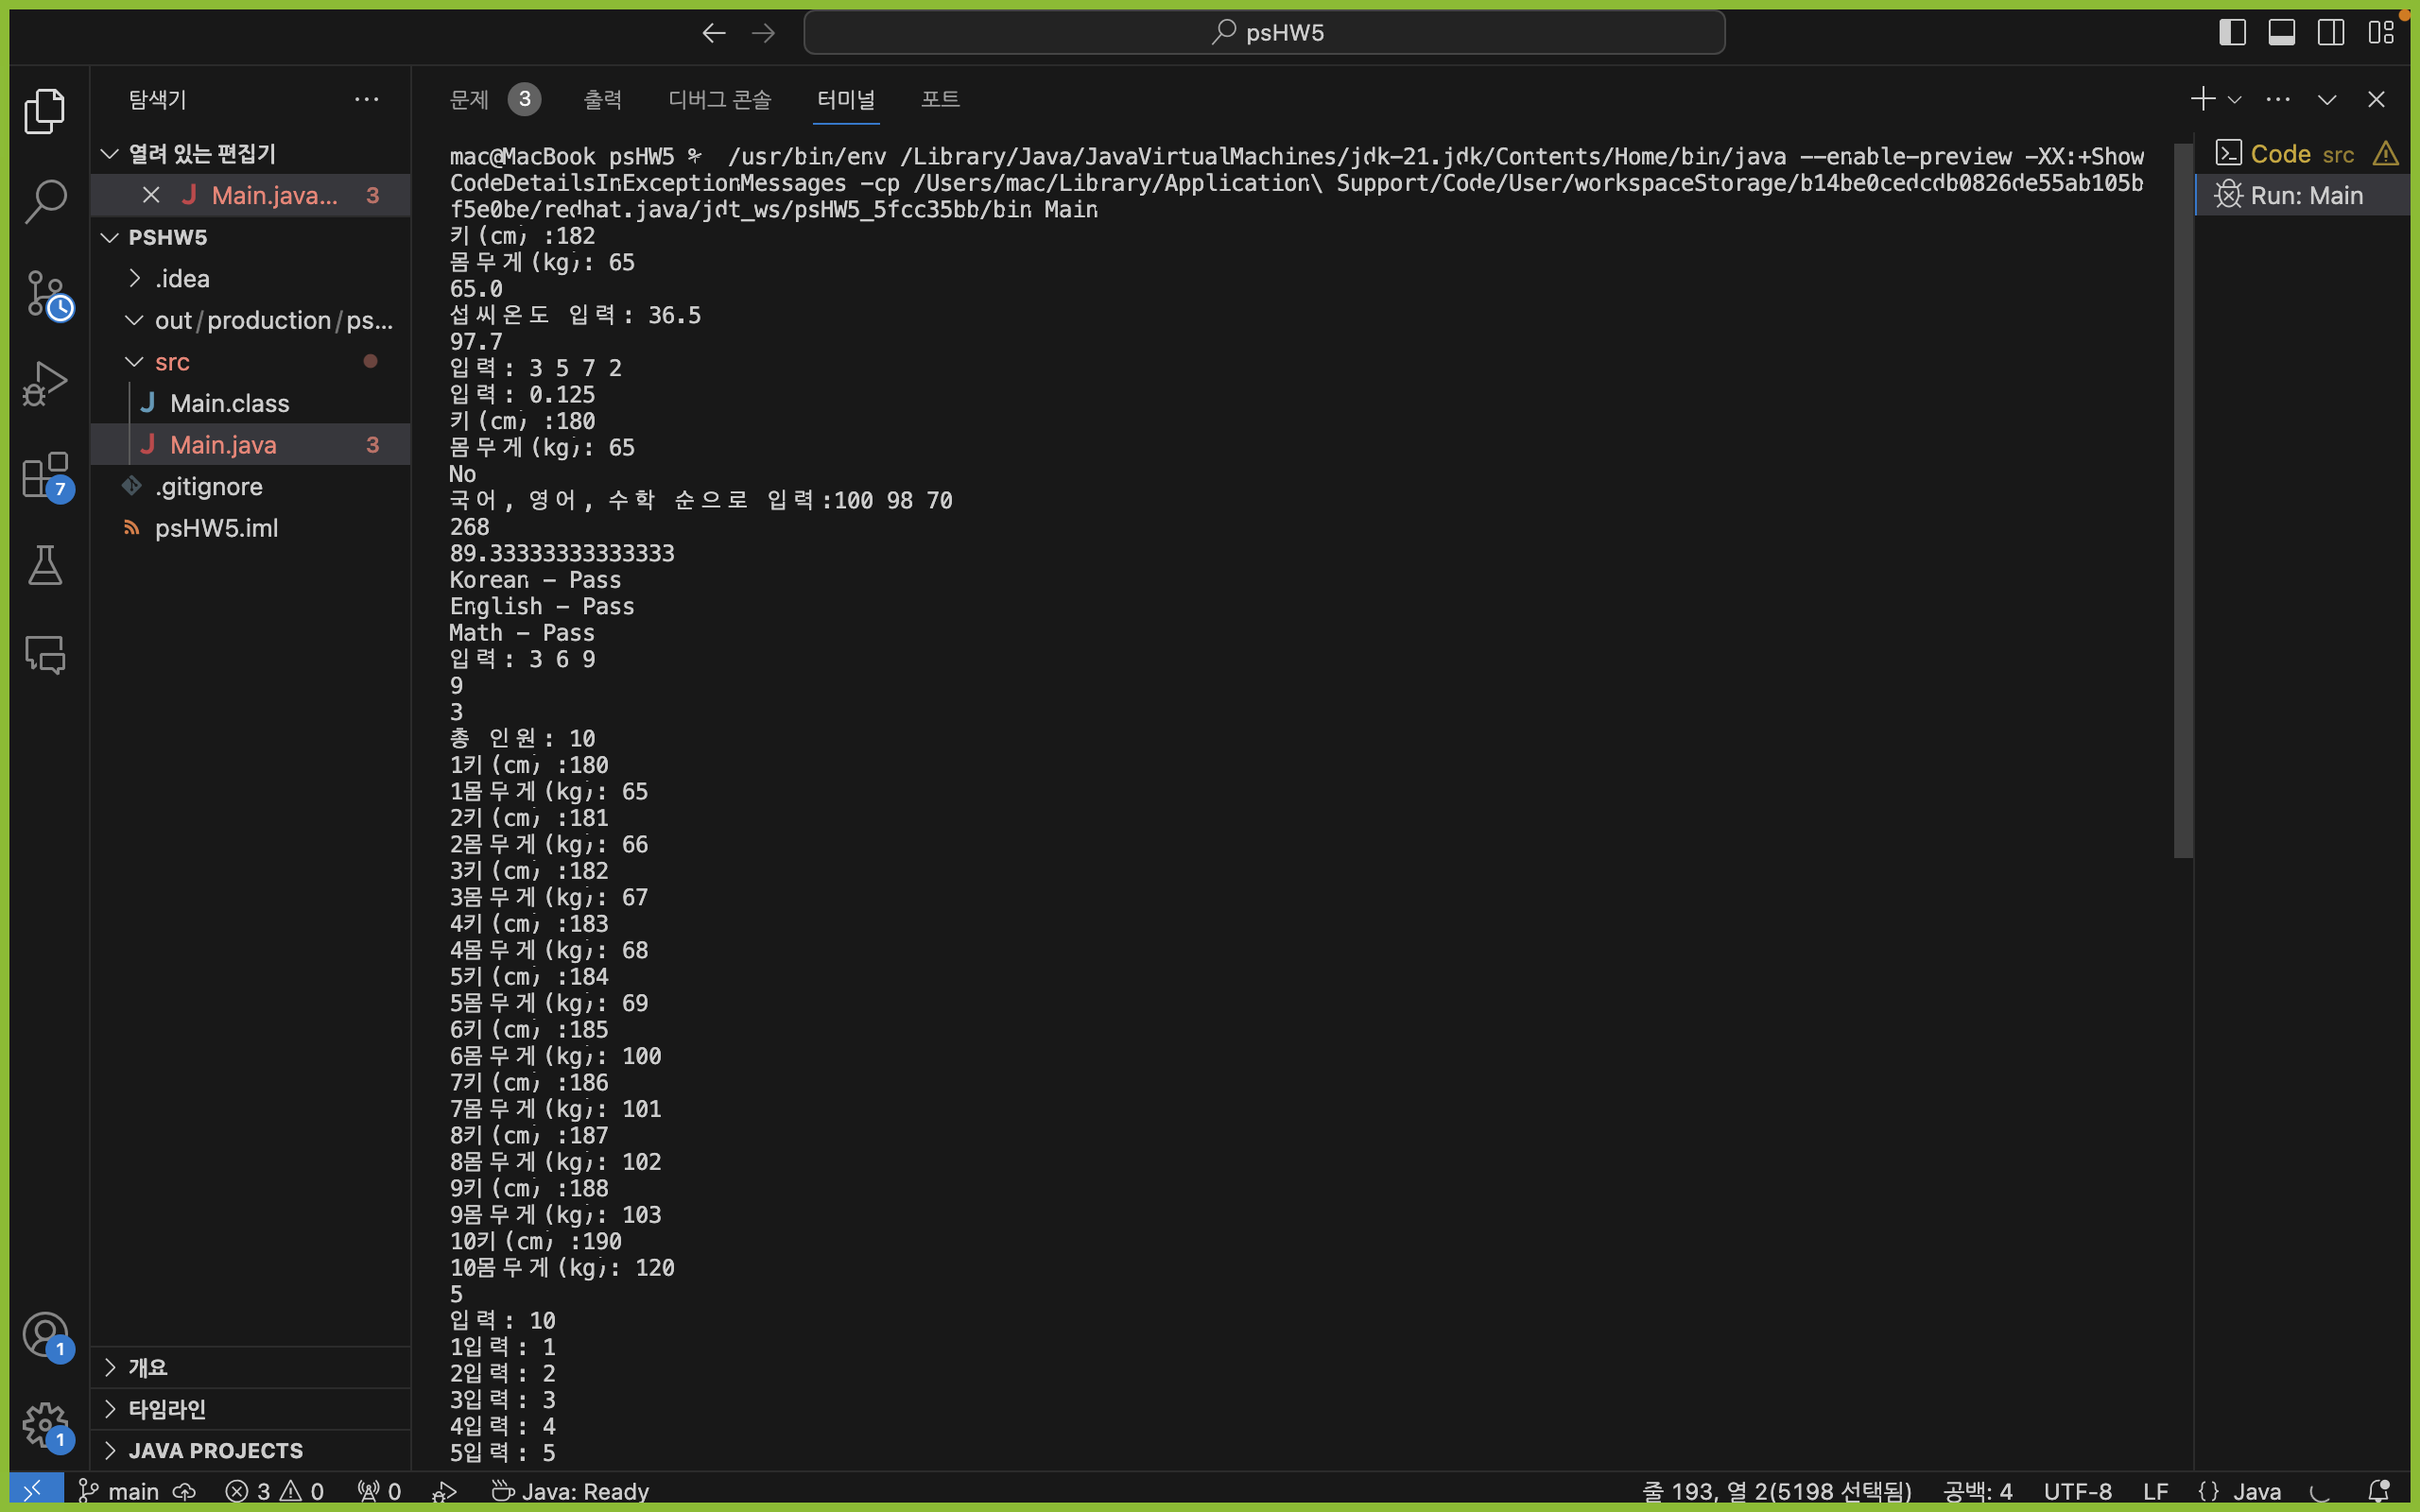 psHW5
탐색기
열려 있는 편집기
Main.java... 3
PSHW5
.idea
out/production/ps...
src
Main.class
Main.java 3
.gitignore
psHW5.iml
개요
타임라인
JAVA PROJECTS
7
1
1
문제 3 출력 디버그 콘솔 터미널 포트
mac@MacBook psHW5 % /usr/bin/env /Library/Java/JavaVirtualMachines/jdk-21.jdk/Contents/Home/bin/java --enable-preview -XX:+Show
CodeDetailsInExceptionMessages -cp /Users/mac/Library/Application\ Support/Code/User/workspaceStorage/b14be0cedcdb0826de55ab105b
f5e0be/redhat.java/jdt_ws/psHW5_5fcc35bb/bin Main
키(cm) :182
몸무게(kg): 65
65.0
섭씨온도 입력: 36.5
97.7
입력: 3 5 7 2
입력: 0.125
키(cm) :180
몸무게(kg): 65
No
국어, 영어, 수학 순으로 입력:100 98 70
268
89.33333333333333
Korean - Pass
English - Pass
Math - Pass
입력: 3 6 9
9
3
총 인원: 10
1키(cm) :180
1몸무게(kg): 65
2키(cm) :181
2몸무게(kg): 66
3키(cm) :182
3몸무게(kg): 67
4키(cm) :183
4몸무게(kg): 68
5키(cm) :184
5몸무게(kg): 69
6키(cm) :185
6몸무게(kg): 100
7키(cm) :186
7몸무게(kg): 101
8키(cm) :187
8몸무게(kg): 102
9키(cm) :188
9몸무게(kg): 103
10키(cm) :190
10몸무게(kg): 120
5
입력: 10
1입력: 1
2입력: 2
3입력: 3
4입력: 4
5입력: 5
Code src
Run: Main
main 3 0 0 Java: Ready 줄 193, 열 2(5198 선택됨) 공백: 4 UTF-8 LF {} Java